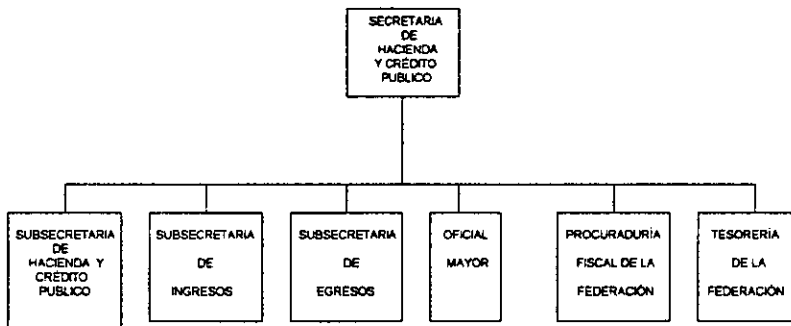 SECRETARIA
DE
HACIENDA
Y CRÉDITO
PUBLICO
SUBSECRETARIA
DE
HACIENDA Y
CRÉDITO
PUBLICO
SUBSECRETARIA
DE
INGRESOS
SUBSECRETARIA
DE
EGRESOS
OFICIAL
MAYOR
PROCURADURÍA
FISCAL DE LA
FEDERACIÓN
TESORERÍA
DE LA
FEDERACIÓN